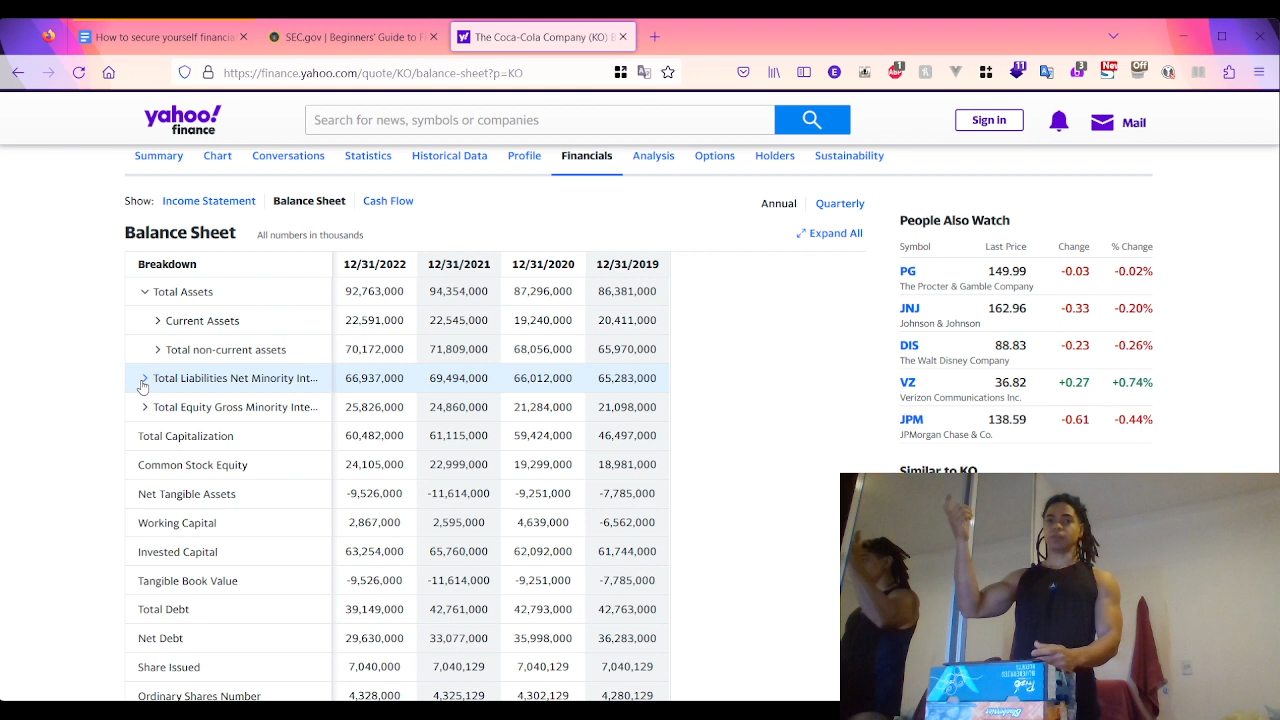 How to secure yourself financia
SEC.gov | Beginners' Guide to F
The Coca-Cola Company (KO) B
https://finance.yahoo.com/quote/KO/balance-sheet?p=KO
11
1
3
New
Off
yahoo!
finance
Search for news, symbols or companies
Sign in
Mail
Summary Chart Conversations Statistics Historical Data Profile Financials Analysis Options Holders Sustainability
Show: Income Statement Balance Sheet Cash Flow
Annual Quarterly
Balance Sheet All numbers in thousands
Expand All
Breakdown 12/31/2022 12/31/2021 12/31/2020 12/31/2019
Total Assets 92,763,000 94,354,000 87,296,000 86,381,000
Current Assets 22,591,000 22,545,000 19,240,000 20,411,000
Total non-current assets 70,172,000 71,809,000 68,056,000 65,970,000
Total Liabilities Net Minority Int... 66,937,000 69,494,000 66,012,000 65,283,000
Total Equity Gross Minority Inte... 25,826,000 24,860,000 21,284,000 21,098,000
Total Capitalization 60,482,000 61,115,000 59,424,000 46,497,000
Common Stock Equity 24,105,000 22,999,000 19,299,000 18,981,000
Net Tangible Assets -9,526,000 -11,614,000 -9,251,000 -7,785,000
Working Capital 2,867,000 2,595,000 4,639,000 -6,562,000
Invested Capital 63,254,000 65,760,000 62,092,000 61,744,000
Tangible Book Value -9,526,000 -11,614,000 -9,251,000 -7,785,000
Total Debt 39,149,000 42,761,000 42,793,000 42,763,000
Net Debt 29,630,000 33,077,000 35,998,000 36,283,000
Share Issued 7,040,000 7,040,129 7,040,129 7,040,129
Ordinary Shares Number 4,328,000 4,325,129 4,302,129 4,280,129
People Also Watch
Symbol Last Price Change % Change
PG 149.99 -0.03 -0.02%
The Procter & Gamble Company
JNJ 162.96 -0.33 -0.20%
Johnson & Johnson
DIS 88.83 -0.23 -0.26%
The Walt Disney Company
VZ 36.82 +0.27 +0.74%
Verizon Communications Inc.
JPM 138.59 -0.61 -0.44%
JPMorgan Chase & Co.
Similar to KO